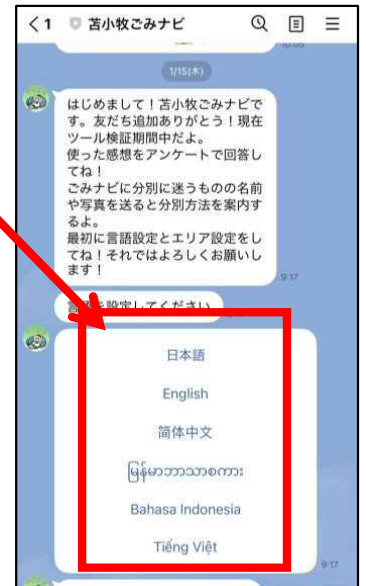 1 苫小牧ごみナビ
1/15(木)
はじめまして！苫小牧ごみナビで
す。友だち追加ありがとう！現在
ツール検証期間中だよ。
使った感想をアンケートで回答し
てね！
ごみナビに分別に迷うものの名前
や写真を送ると分別方法を案内す
るよ。
最初に言語設定とエリア設定をし
てね！それではよろしくお願いし
ます！
9:17
を設定してください
日本語
English
简体中文
မြန်မာဘာသာစကား
Bahasa Indonesia
Tiếng Việt
9:17